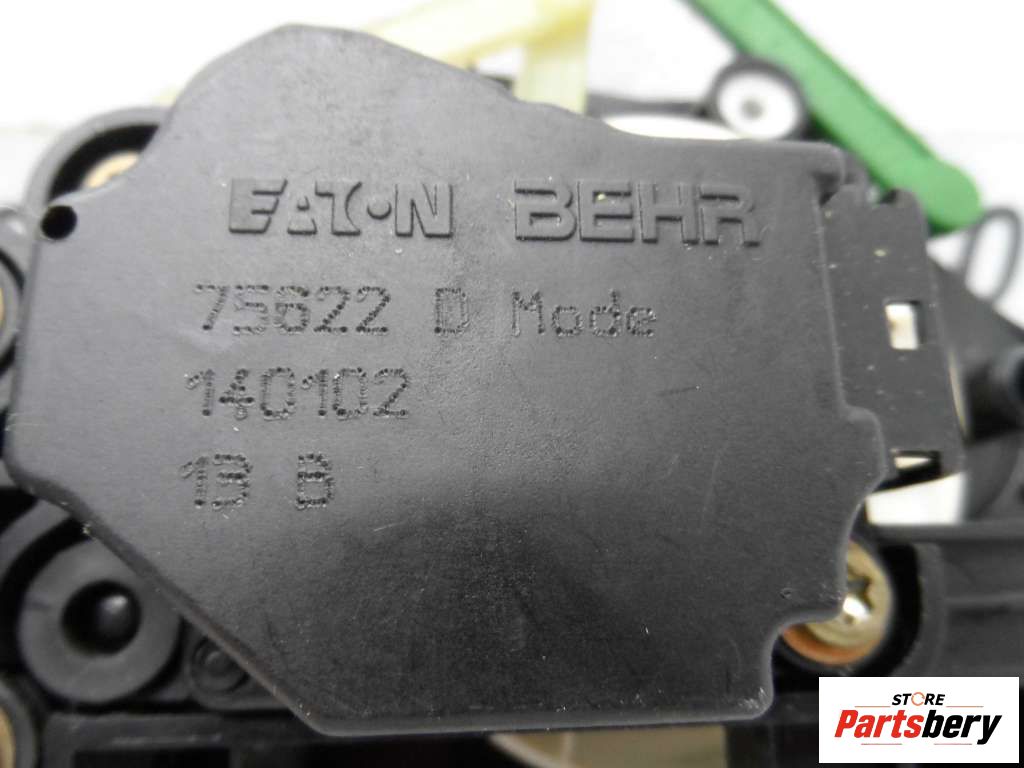 EATON BEHR
75622 D Mode
140102
13 B
STORE
Partsbery